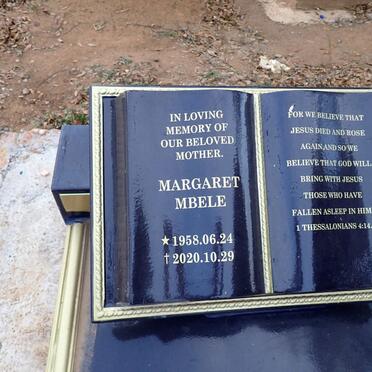 IN LOVING
MEMORY OF
OUR BELOVED
MOTHER.
MARGARET
MBELE
★1958.06.24
†2020.10.29
FOR WE BELIEVE THAT
JESUS DIED AND ROSE
AGAIN AND SO WE
BELIEVE THAT GOD WILL
BRING WITH JESUS
THOSE WHO HAVE
FALLEN ASLEEP IN HIM
1 THESSALONIANS 4:14.